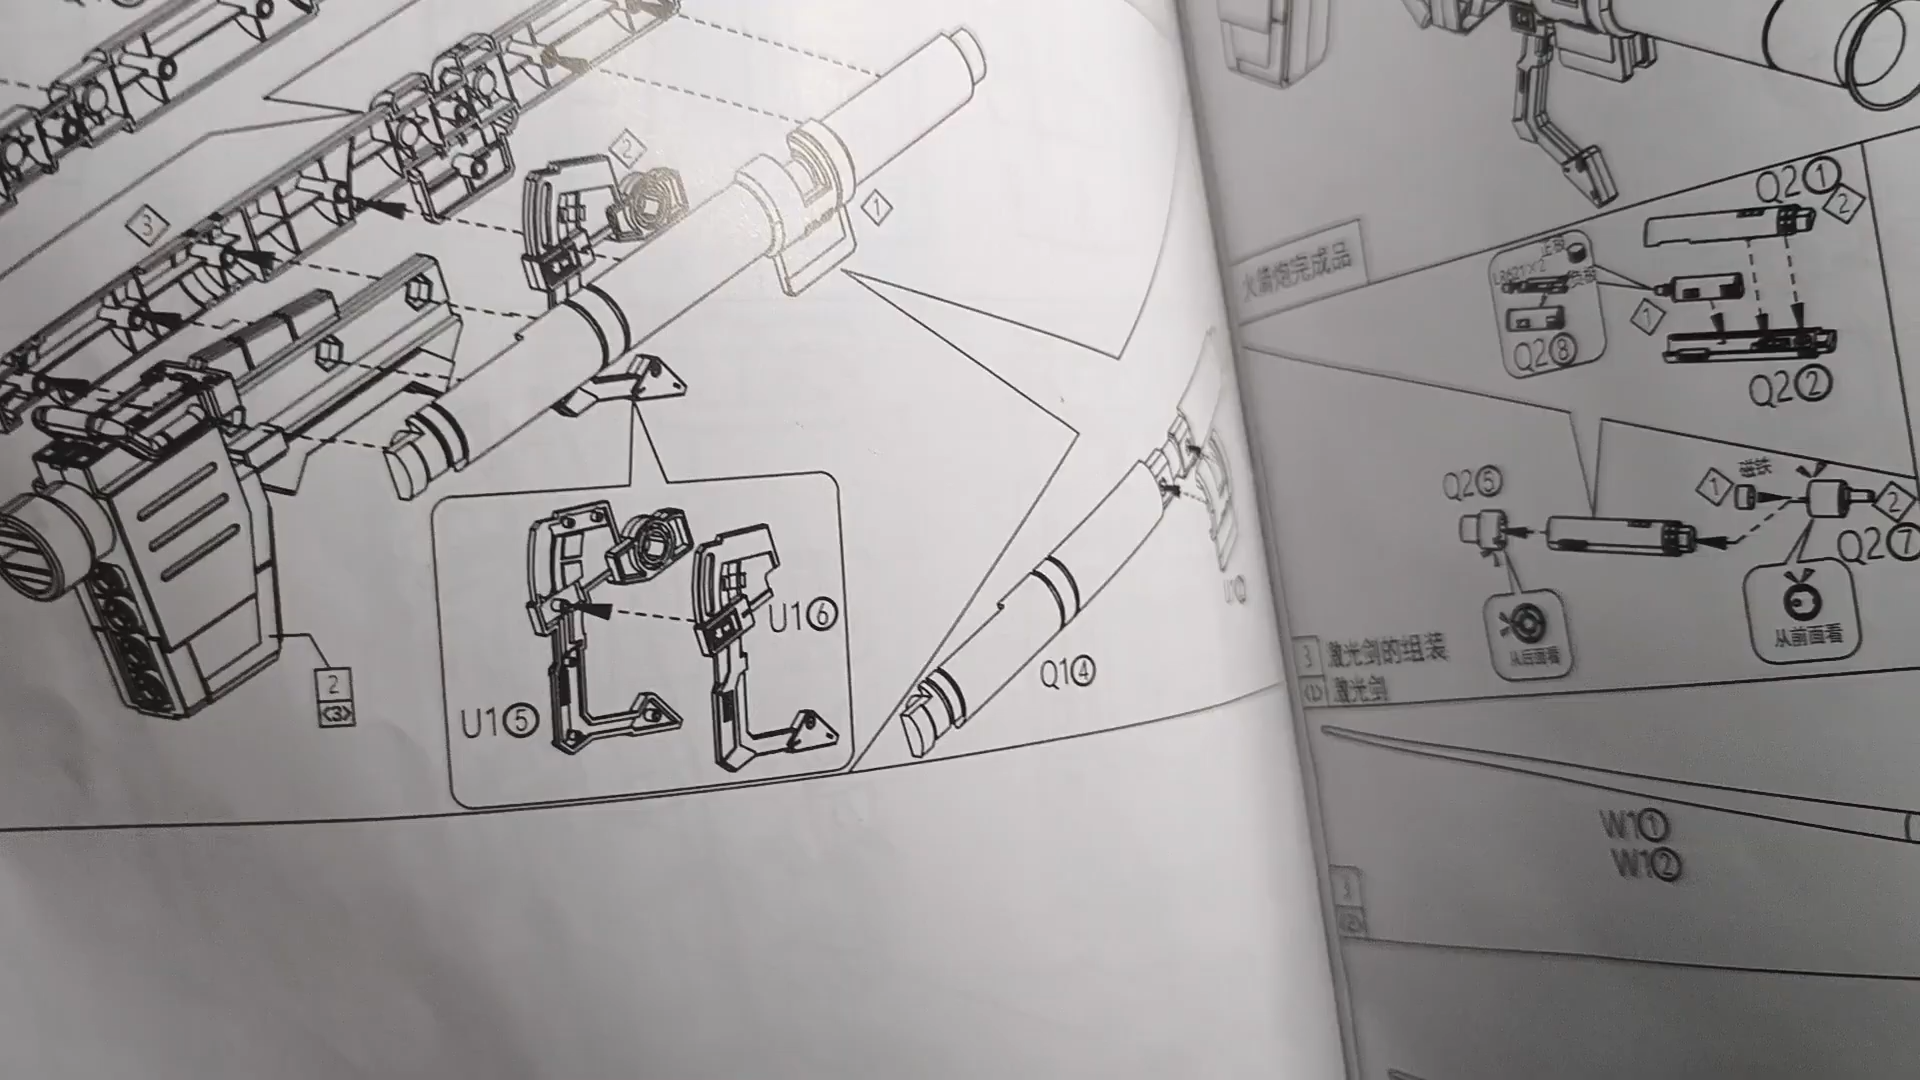 2
1
3
U1⑥
U1⑤
2
<3>
Q1④
火箭炮完成品
Q2①
2
正极
负极
1
Q2⑧
Q2②
Q2⑤
磁铁
1
2
Q2⑦
从后面看
从前面看
3 激光剑的组装
<1> 激光剑
W1①
W1②
3
<2>